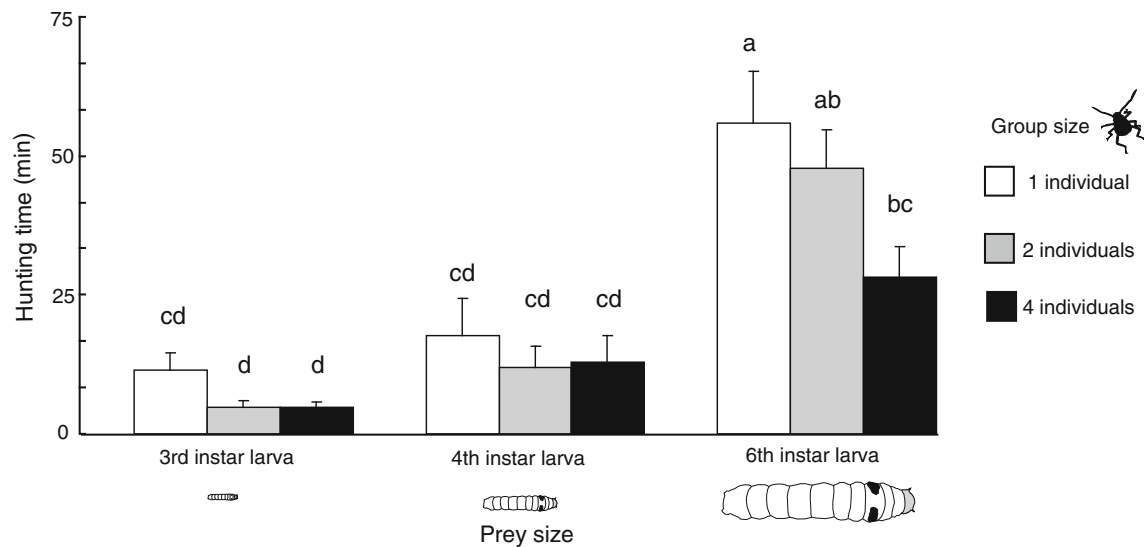 75
50
25
0
Hunting time (min)
a
ab
bc
cd
cd
cd
cd
d
d
3rd instar larva
4th instar larva
6th instar larva
Prey size
Group size
1 individual
2 individuals
4 individuals